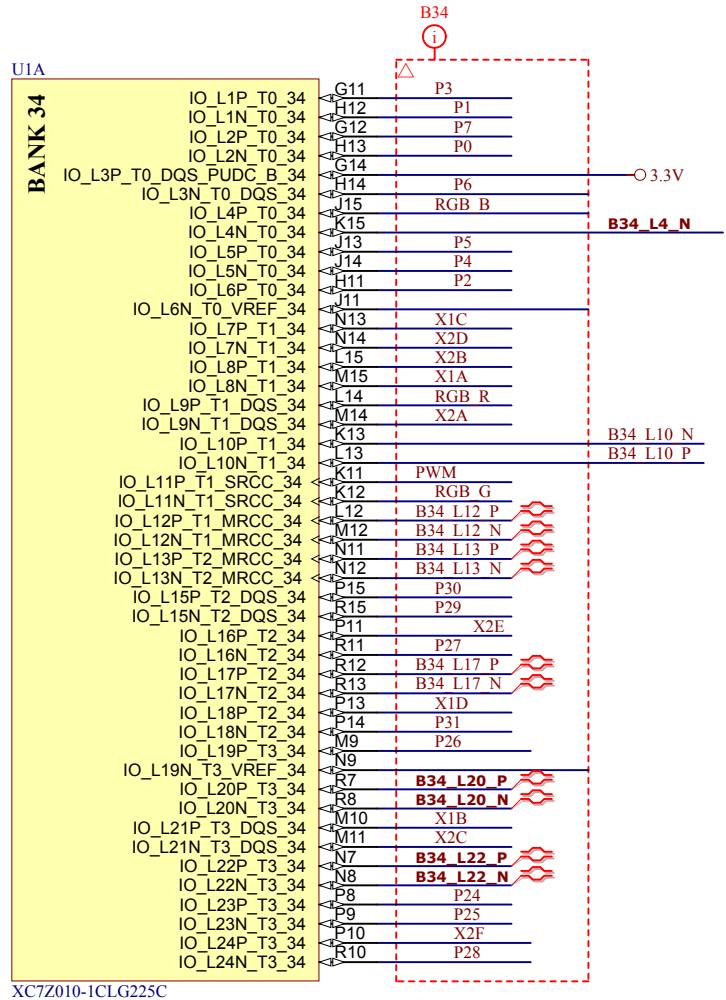 B34
i
U1A
BANK 34
IO_L1P_T0_34 G11 P3
IO_L1N_T0_34 H12 P1
IO_L2P_T0_34 G12 P7
IO_L2N_T0_34 H13 P0
IO_L3P_T0_DQS_PUDC_B_34 G14 3.3V
IO_L3N_T0_DQS_34 H14 P6
IO_L4P_T0_34 J15 RGB_B
IO_L4N_T0_34 K15 B34_L4_N
IO_L5P_T0_34 J13 P5
IO_L5N_T0_34 J14 P4
IO_L6P_T0_34 H11 P2
IO_L6N_T0_VREF_34 J11
IO_L7P_T1_34 N13 X1C
IO_L7N_T1_34 N14 X2D
IO_L8P_T1_34 L15 X2B
IO_L8N_T1_34 M15 X1A
IO_L9P_T1_DQS_34 L14 RGB_R
IO_L9N_T1_DQS_34 M14 X2A
IO_L10P_T1_34 K13 B34_L10_N
IO_L10N_T1_34 L13 B34_L10_P
IO_L11P_T1_SRCC_34 K11 PWM
IO_L11N_T1_SRCC_34 K12 RGB_G
IO_L12P_T1_MRCC_34 L12 B34_L12_P
IO_L12N_T1_MRCC_34 M12 B34_L12_N
IO_L13P_T2_MRCC_34 N11 B34_L13_P
IO_L13N_T2_MRCC_34 N12 B34_L13_N
IO_L15P_T2_DQS_34 P15 P30
IO_L15N_T2_DQS_34 R15 P29
IO_L16P_T2_34 P11 X2E
IO_L16N_T2_34 R11 P27
IO_L17P_T2_34 R12 B34_L17_P
IO_L17N_T2_34 R13 B34_L17_N
IO_L18P_T2_34 P13 X1D
IO_L18N_T2_34 P14 P31
IO_L19P_T3_34 M9 P26
IO_L19N_T3_VREF_34 N9
IO_L20P_T3_34 R7 B34_L20_P
IO_L20N_T3_34 R8 B34_L20_N
IO_L21P_T3_DQS_34 M10 X1B
IO_L21N_T3_DQS_34 M11 X2C
IO_L22P_T3_34 N7 B34_L22_P
IO_L22N_T3_34 N8 B34_L22_N
IO_L23P_T3_34 P8 P24
IO_L23N_T3_34 P9 P25
IO_L24P_T3_34 P10 X2F
IO_L24N_T3_34 R10 P28
XC7Z010-1CLG225C